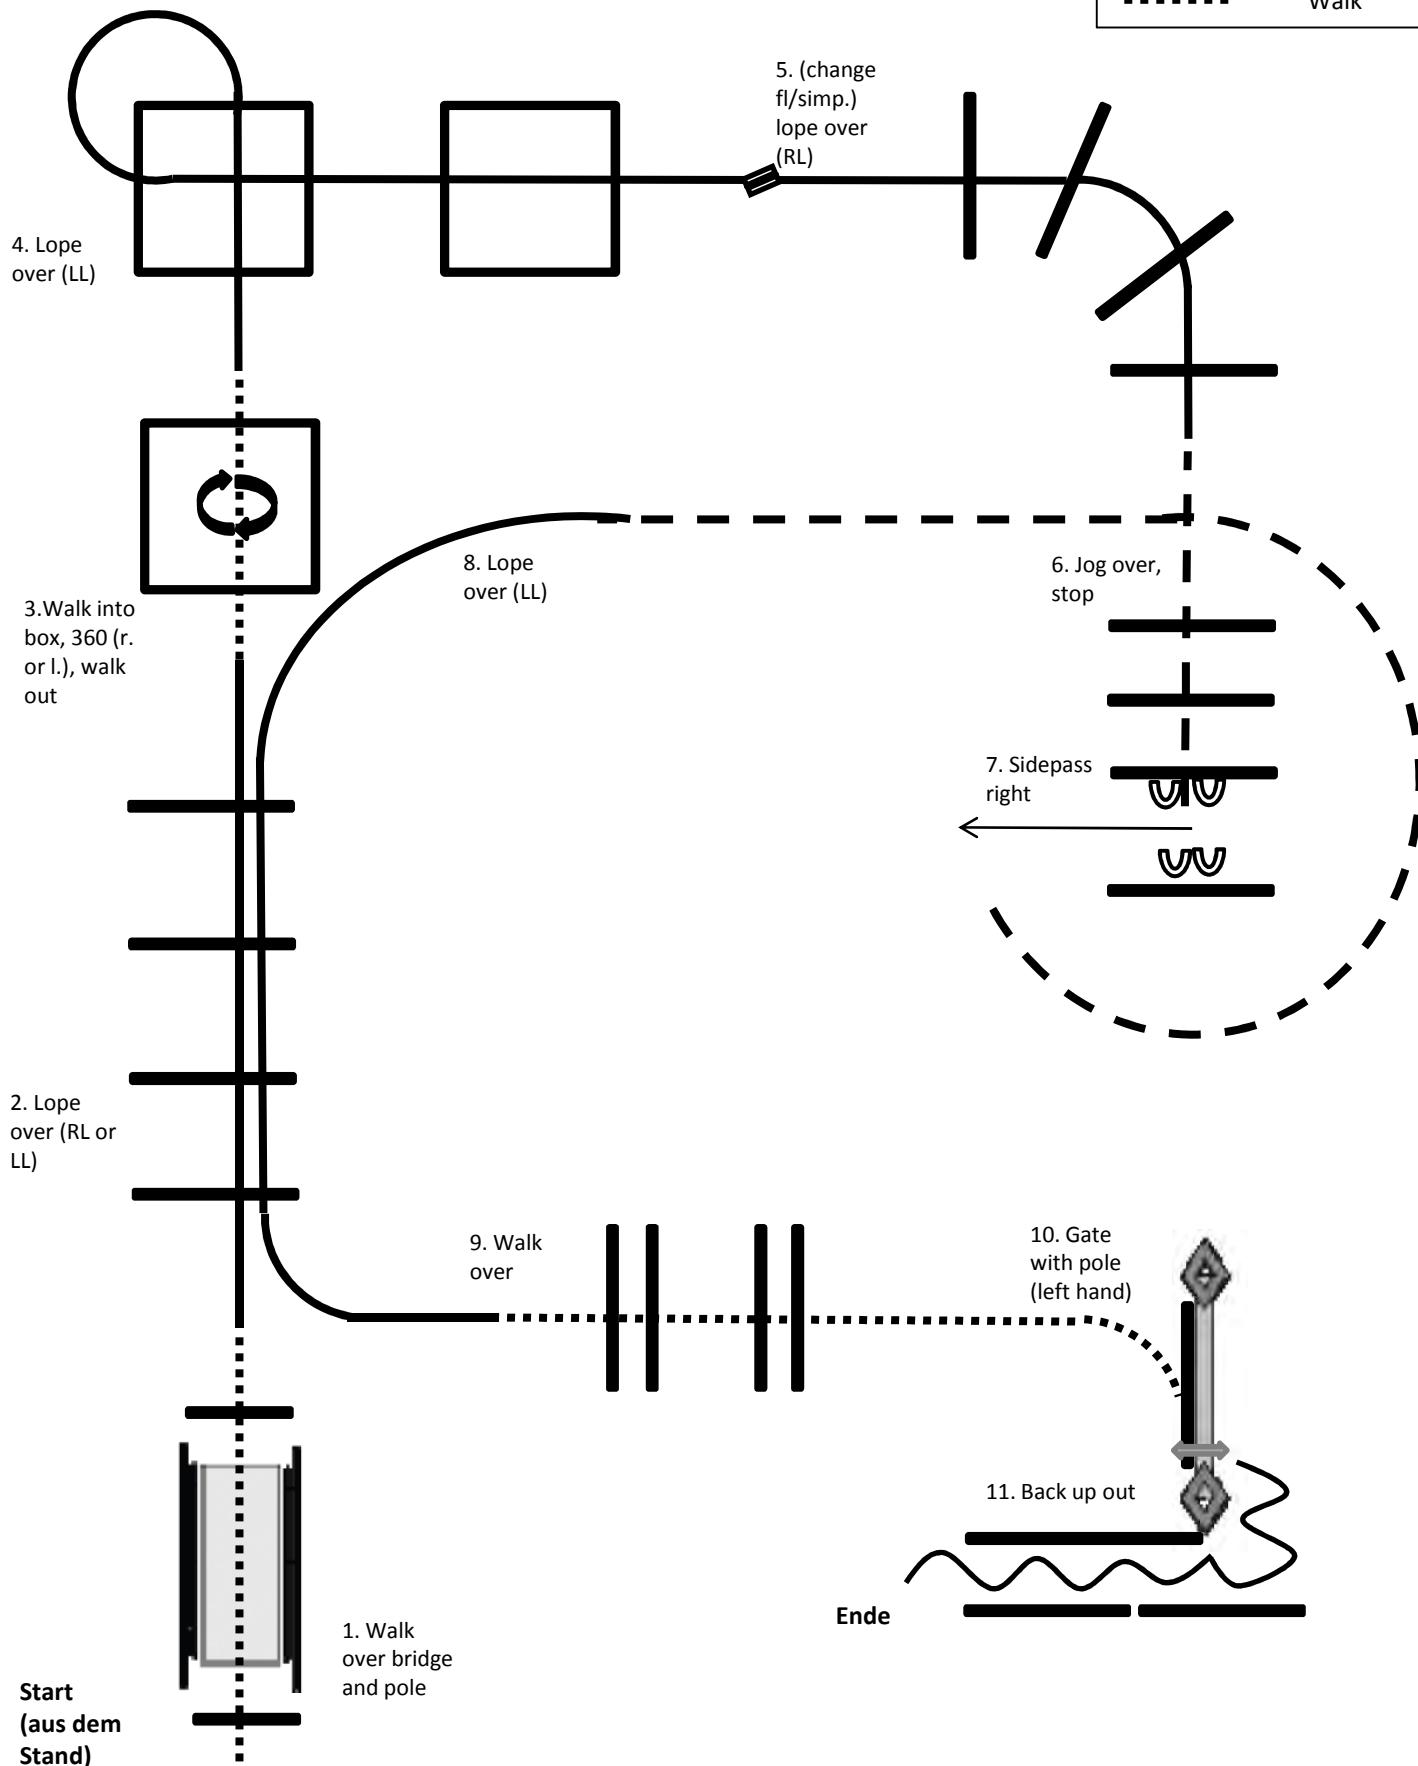 Walk
5. (change
fl/simp.)
lope over
(RL)
4. Lope
over (LL)
8. Lope
over (LL)
6. Jog over,
stop
3.Walk into
box, 360 (r.
or l.), walk
out
7. Sidepass
right
2. Lope
over (RL or
LL)
9. Walk
over
10. Gate
with pole
(left hand)
11. Back up out
Ende
1. Walk
over bridge
and pole
Start
(aus dem
Stand)